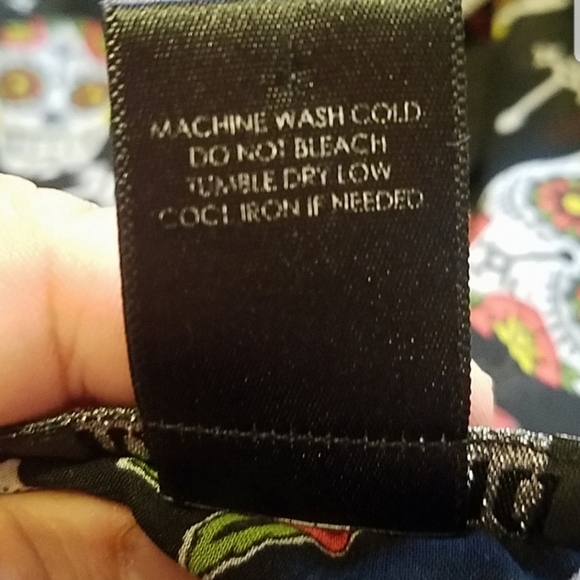 MACHINE WASH COLD
DO NOT BLEACH
TUMBLE DRY LOW
COOL IRON IF NEEDED